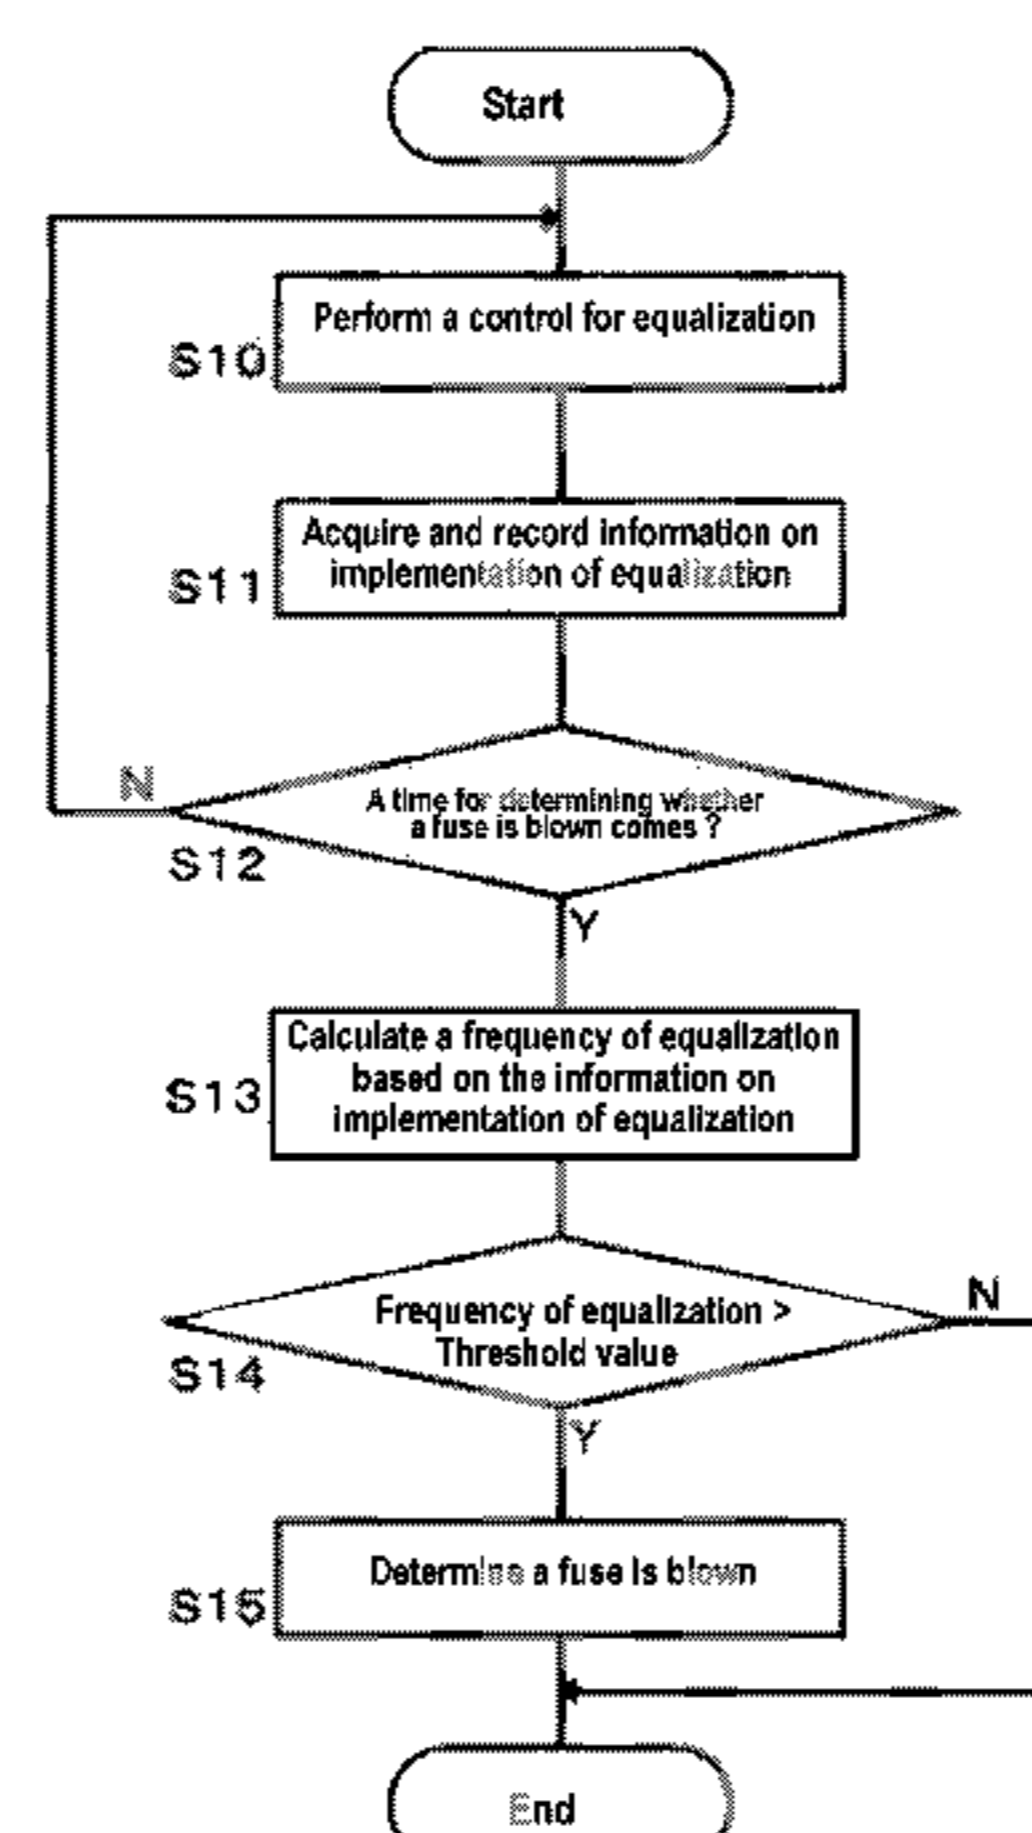 Start
Perform a control for equalization
S10
Acquire and record information on
implementation of equalization
S11
N
A time for determining whether
a fuse is blown comes ?
S12
Y
Calculate a frequency of equalization
based on the information on
implementation of equalization
S13
N
Frequency of equalization >
Threshold value
S14
Y
Determine a fuse is blown
S15
End